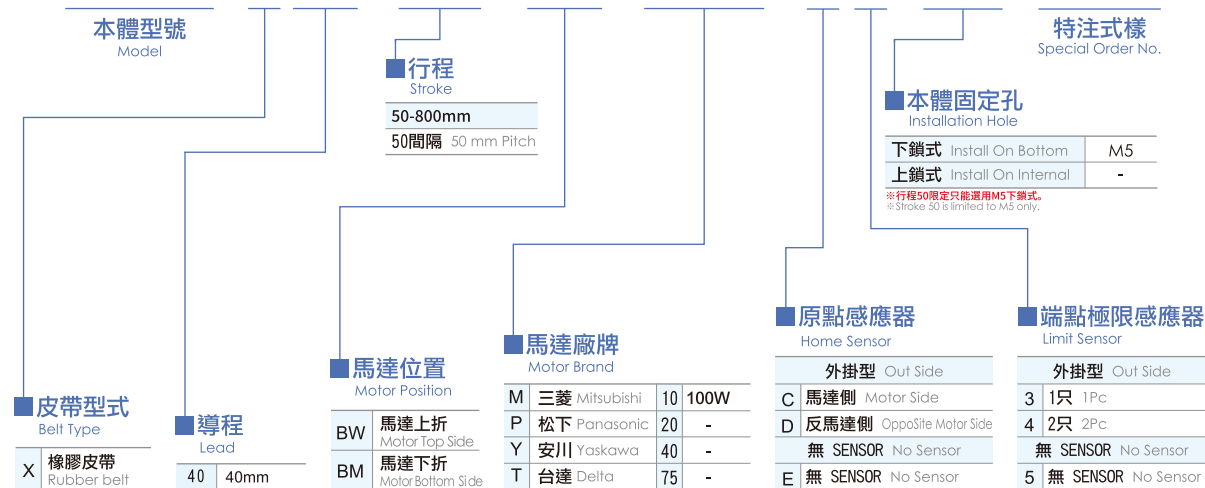 本體型號
Model
特注式樣
Special Order No.
行程
Stroke
50-800mm
50間隔 50 mm Pitch
本體固定孔
Installation Hole
下鎖式 Install On Bottom M5
上鎖式 Install On Internal -
※行程50限定只能選用M5下鎖式。
※Stroke 50 is limited to M5 only.
皮帶型式
Belt Type
X 橡膠皮帶
Rubber belt
導程
Lead
40 40mm
馬達位置
Motor Position
BW 馬達上折
Motor Top Side
BM 馬達下折
Motor Bottom Side
馬達廠牌
Motor Brand
M 三菱 Mitsubishi 10 100W
P 松下 Panasonic 20 -
Y 安川 Yaskawa 40 -
T 台達 Delta 75 -
原點感應器
Home Sensor
外掛型 Out Side
C 馬達側 Motor Side
D 反馬達側 OppoSite Motor Side
無 SENSOR No Sensor
E 無 SENSOR No Sensor
端點極限感應器
Limit Sensor
外掛型 Out Side
3 1只 1Pc
4 2只 2Pc
無 SENSOR No Sensor
5 無 SENSOR No Sensor